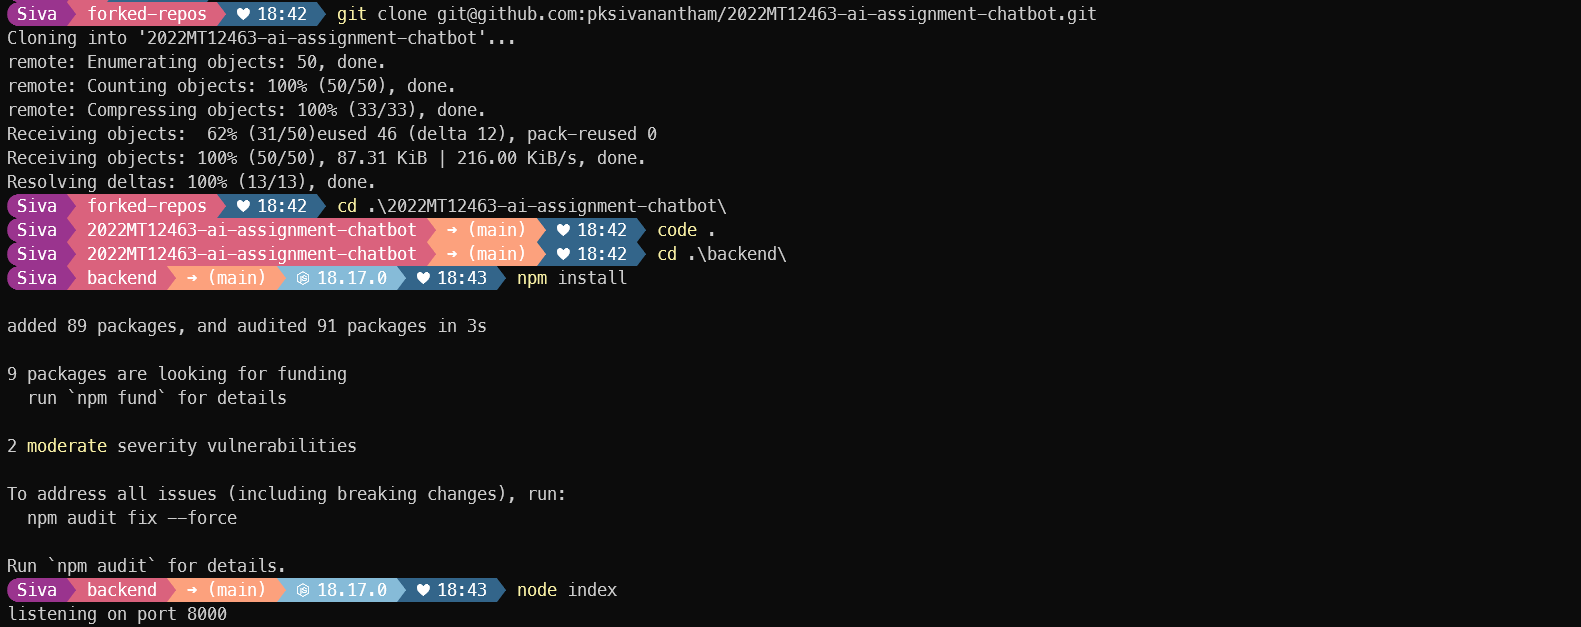 Siva forked-repos ♥ 18:42 git clone git@github.com:pksivanantham/2022MT12463-ai-assignment-chatbot.git
Cloning into '2022MT12463-ai-assignment-chatbot'...
remote: Enumerating objects: 50, done.
remote: Counting objects: 100% (50/50), done.
remote: Compressing objects: 100% (33/33), done.
Receiving objects:  62% (31/50)eused 46 (delta 12), pack-reused 0
Receiving objects: 100% (50/50), 87.31 KiB | 216.00 KiB/s, done.
Resolving deltas: 100% (13/13), done.
Siva forked-repos ♥ 18:42 cd .\2022MT12463-ai-assignment-chatbot\
Siva 2022MT12463-ai-assignment-chatbot ➜ (main) ♥ 18:42 code .
Siva 2022MT12463-ai-assignment-chatbot ➜ (main) ♥ 18:42 cd .\backend\
Siva backend ➜ (main) 18.17.0 ♥ 18:43 npm install
added 89 packages, and audited 91 packages in 3s
9 packages are looking for funding
  run `npm fund` for details
2 moderate severity vulnerabilities
To address all issues (including breaking changes), run:
  npm audit fix --force
Run `npm audit` for details.
Siva backend ➜ (main) 18.17.0 ♥ 18:43 node index
listening on port 8000